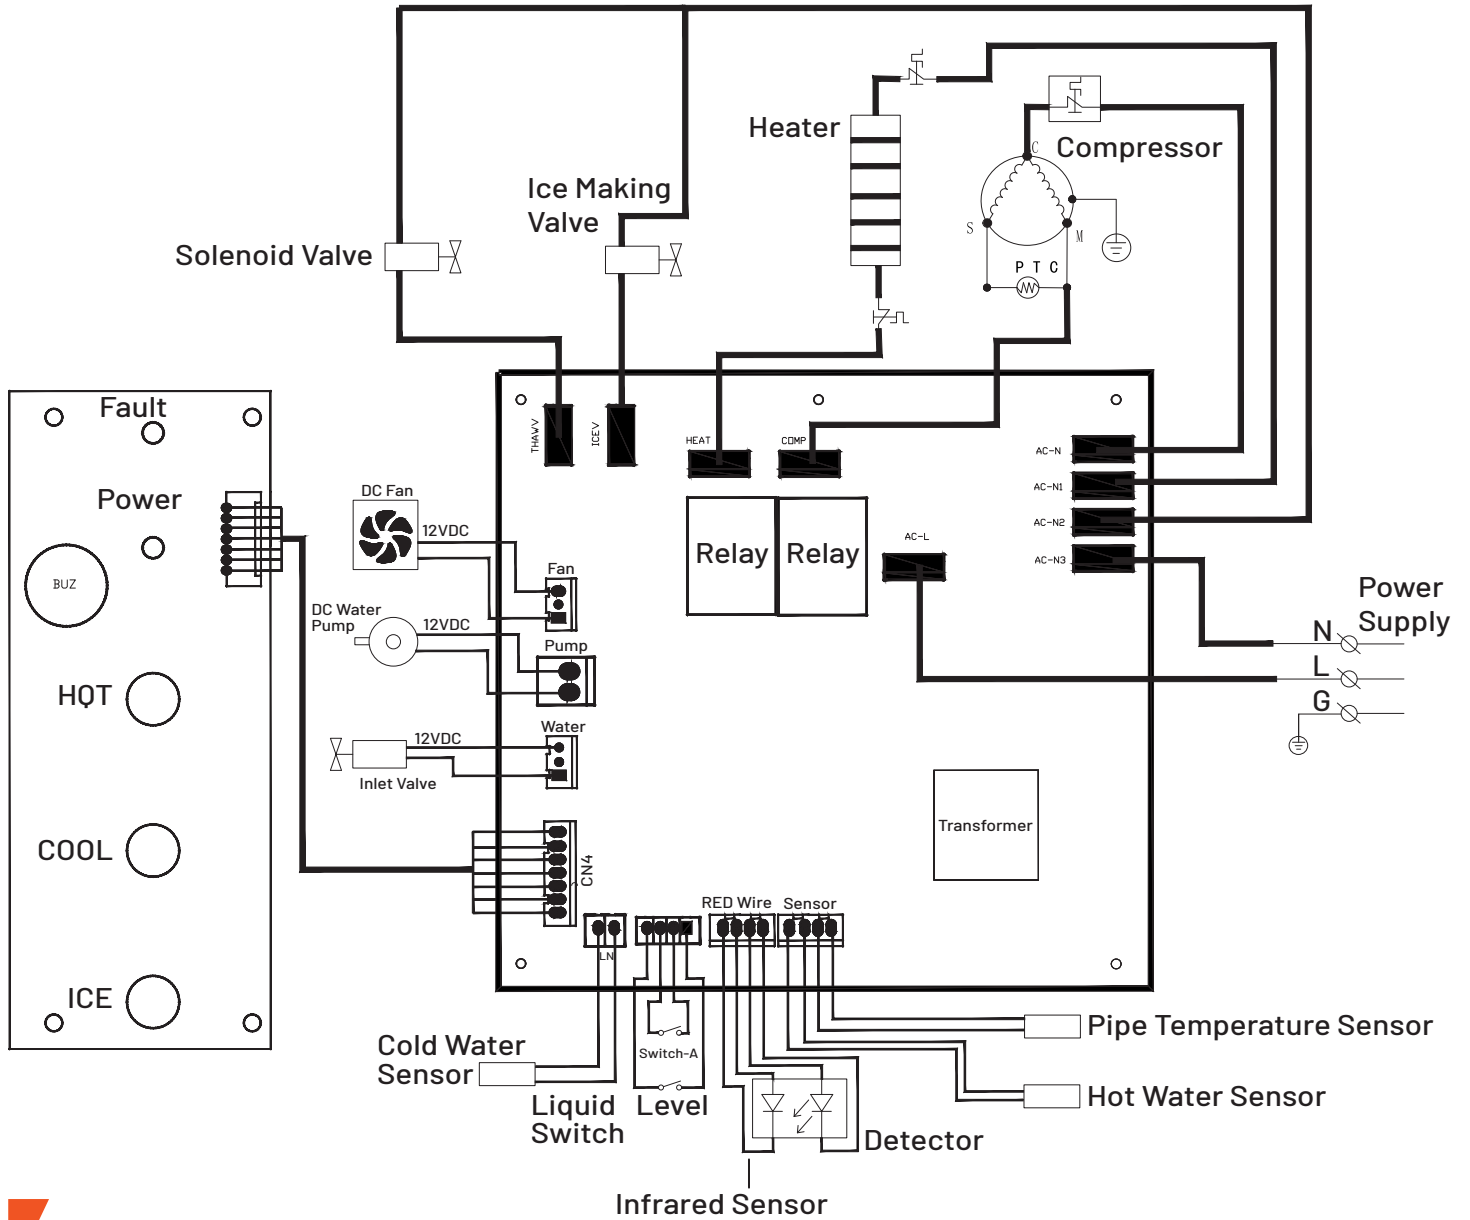 Heater
Compressor
C
S
M
P T C
Ice Making
Valve
Solenoid Valve
Fault
Power
BUZ
HQT
COOL
ICE
THAWV
ICEV
HEAT
COMP
AC-N
AC-N1
AC-N2
AC-N3
AC-L
Relay
Relay
DC Fan
12VDC
Fan
DC Water
Pump
12VDC
Pump
Water
12VDC
Inlet Valve
CN4
LN
RED Wire
Sensor
Transformer
Power
Supply
N
L
G
Cold Water
Sensor
Switch-A
Liquid
Switch
Level
Detector
Infrared Sensor
Pipe Temperature Sensor
Hot Water Sensor